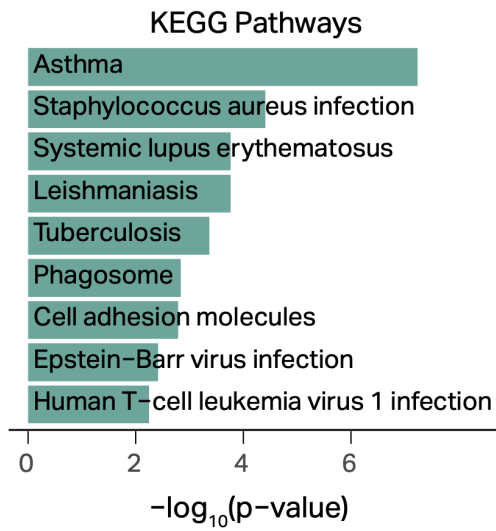 KEGG Pathways
Asthma
Staphylococcus aureus infection
Systemic lupus erythematosus
Leishmaniasis
Tuberculosis
Phagosome
Cell adhesion molecules
Epstein−Barr virus infection
Human T−cell leukemia virus 1 infection
0 2 4 6
−log₁₀(p−value)